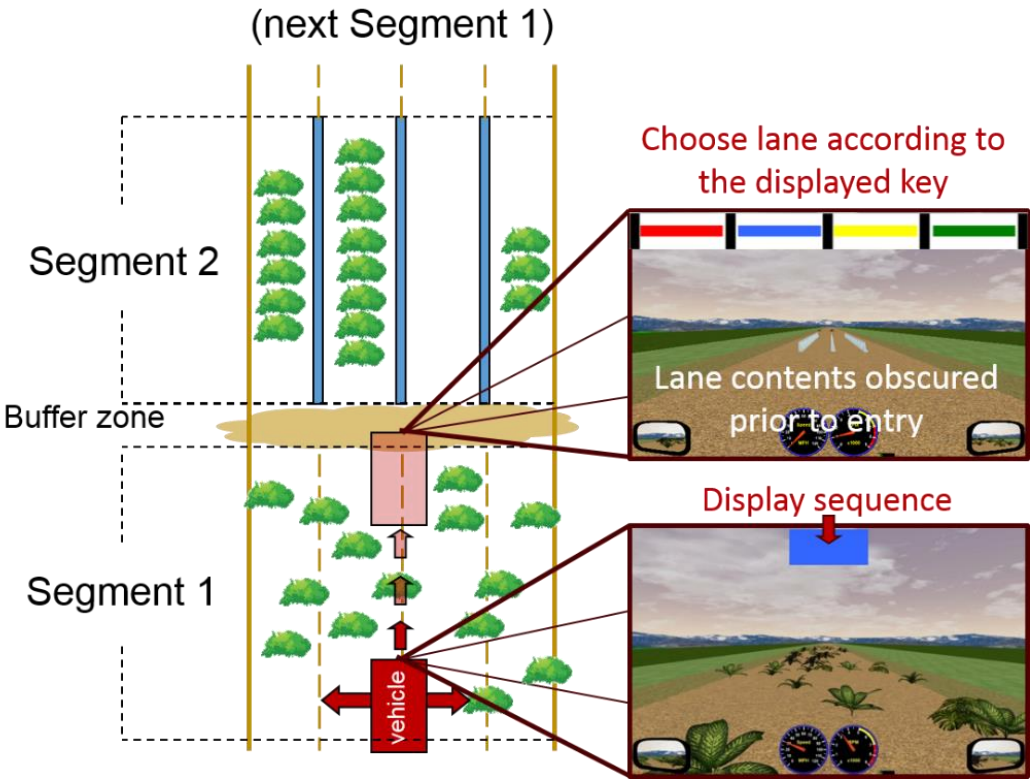 (next Segment 1)
Choose lane according to
the displayed key
Segment 2
Lane contents obscured
prior to entry
Buffer zone
Display sequence
Segment 1
vehicle